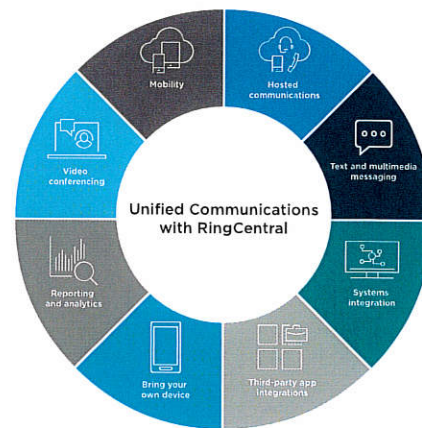 Unified Communications
with RingCentral
Mobility
Hosted
communications
Text and multimedia
messaging
Systems
integration
Third-party app
integrations
Bring your
own device
Reporting
and analytics
Video
conferencing